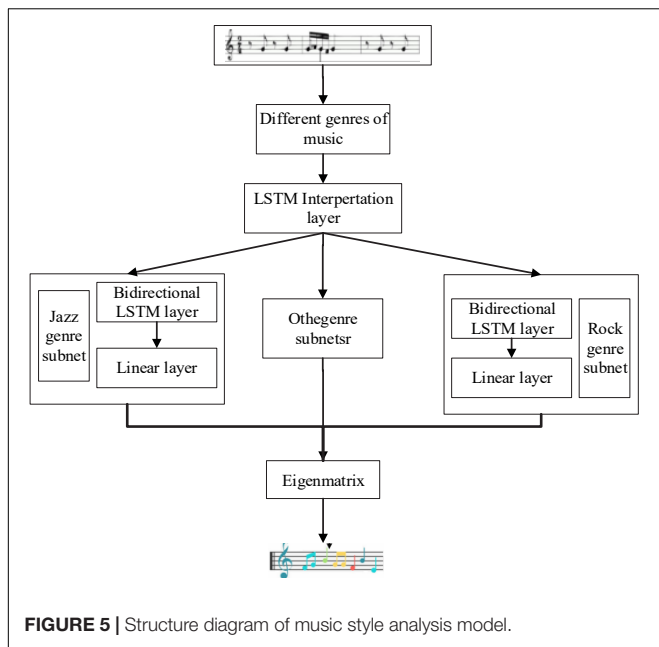 Different genres of
music
LSTM Interpertation
layer
Jazz
genre
subnet
Bidirectional
LSTM layer
Linear layer
Othegenre
subnetsr
Bidirectional
LSTM layer
Linear layer
Rock
genre
subnet
Eigenmatrix
FIGURE 5 | Structure diagram of music style analysis model.